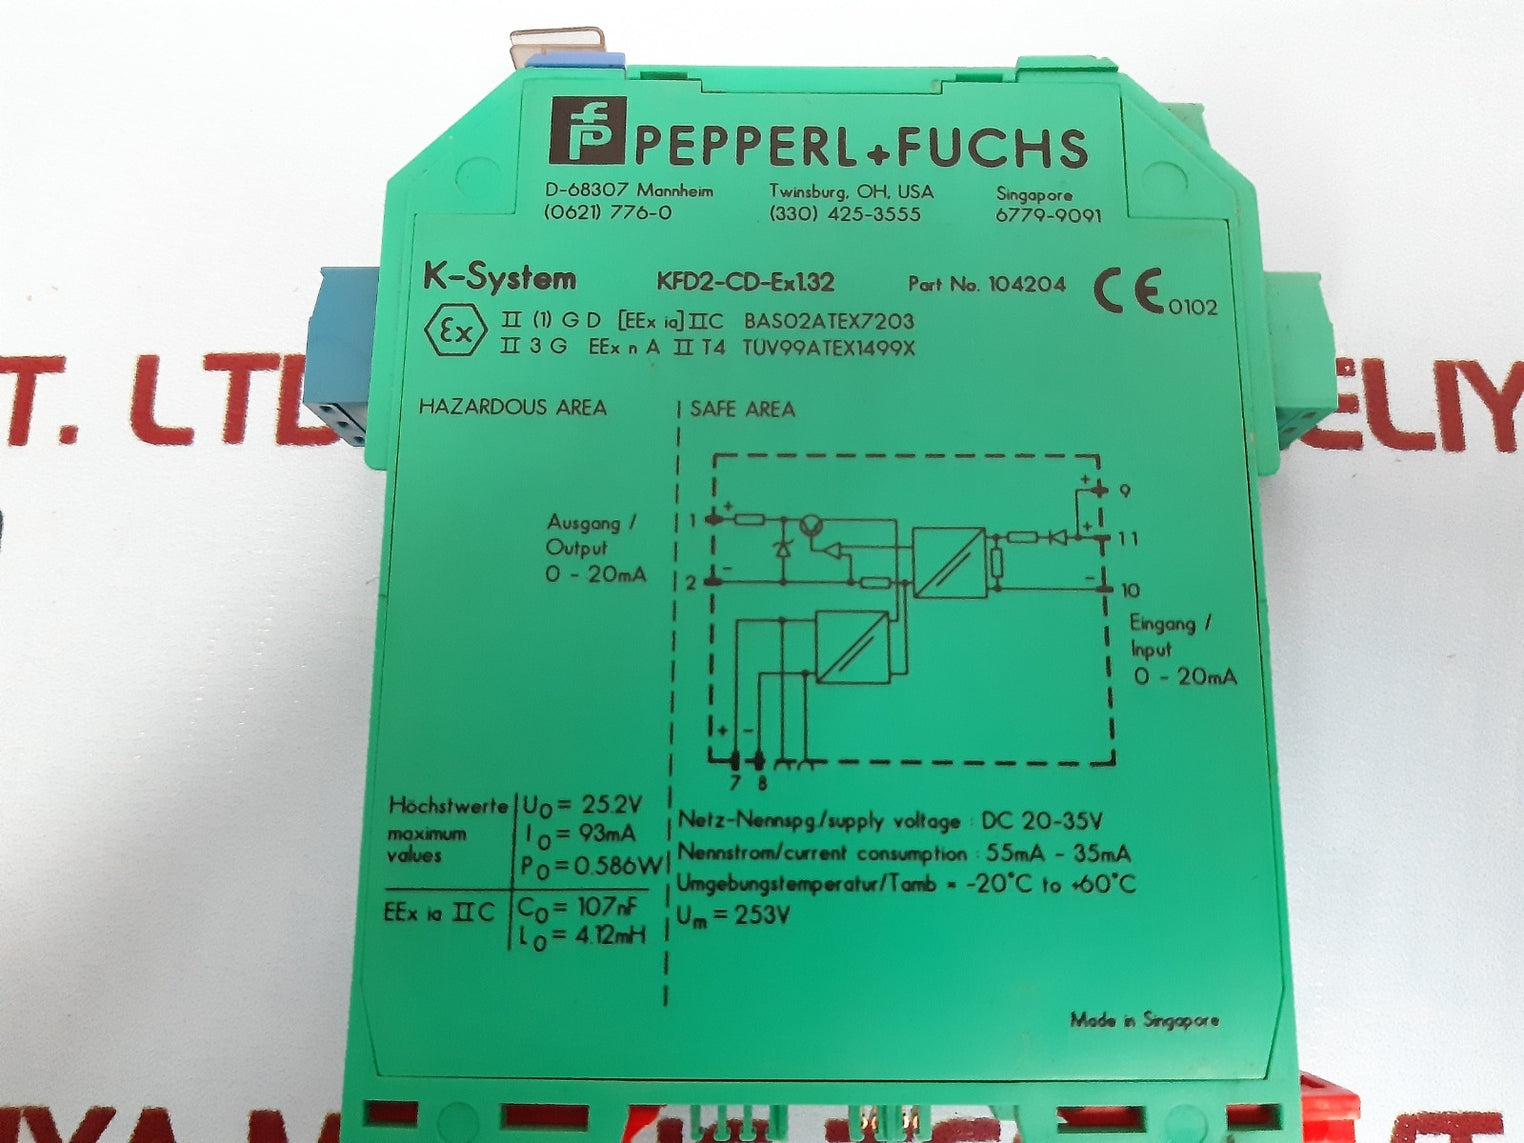 fp PEPPERL+FUCHS
D-68307 Mannheim Twinsburg, OH, USA Singapore
(0621) 776-0 (330) 425-3555 6779-9091
K-System KFD2-CD-Ex1.32 Part No. 104204 CE 0102
Ex II (1) G D [EEx ia] IIC BAS02ATEX7203
II 3 G EEx n A II T4 TÜV99ATEX1499X
T. LTD
ELIY
HAZARDOUS AREA SAFE AREA
+ 9
Ausgang / 1 +
Output + 11
0 - 20mA 2 - - 10
Eingang /
Input
0 - 20mA
+ -
7 8
Höchstwerte U0 = 25.2V
maximum I0 = 93mA
values P0 = 0.586W
EEx ia IIC C0 = 107nF
L0 = 4.12mH
Netz-Nennspg./supply voltage : DC 20-35V
Nennstrom/current consumption : 55mA - 35mA
Umgebungstemperatur/Tamb = -20°C to +60°C
Um = 253V
Made in Singapore